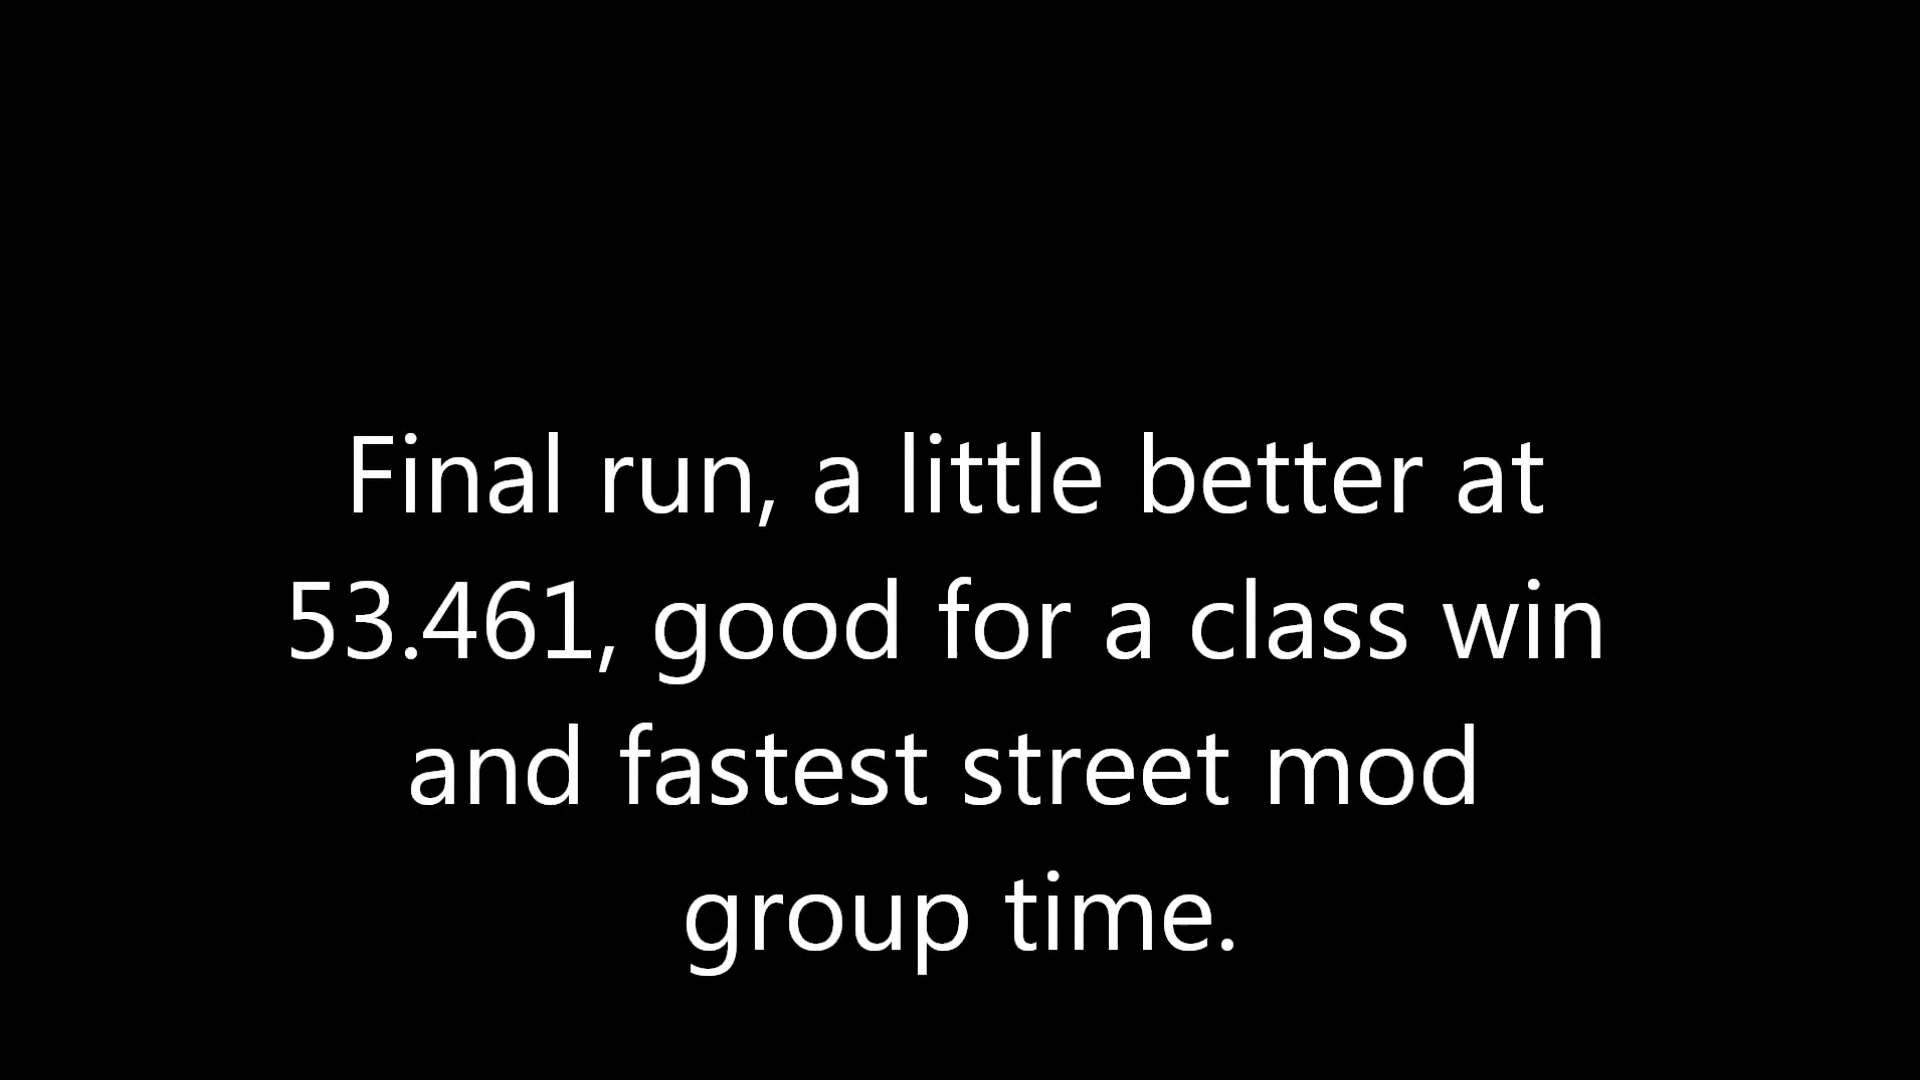 Final run, a little better at
53.461, good for a class win
and fastest street mod
group time.